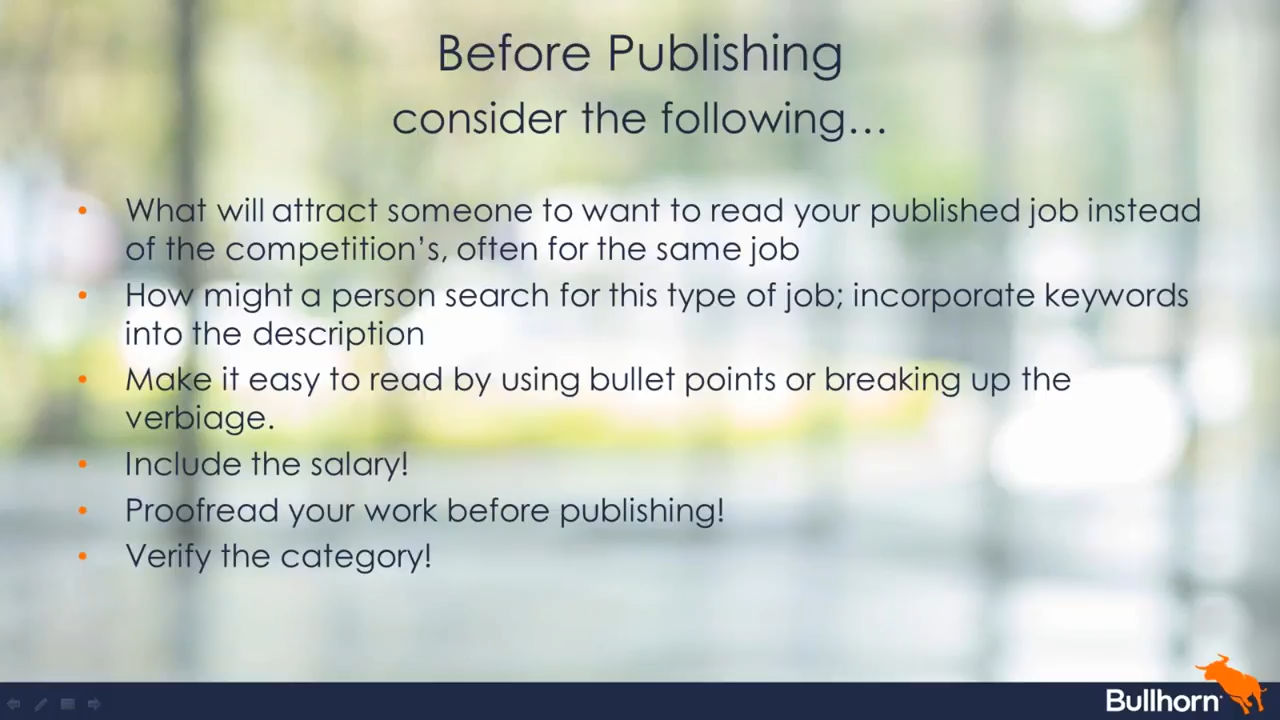 Before Publishing
consider the following…
• What will attract someone to want to read your published job instead
of the competition's, often for the same job
• How might a person search for this type of job; incorporate keywords
into the description
• Make it easy to read by using bullet points or breaking up the
verbiage.
• Include the salary!
• Proofread your work before publishing!
• Verify the category!
Bullhorn